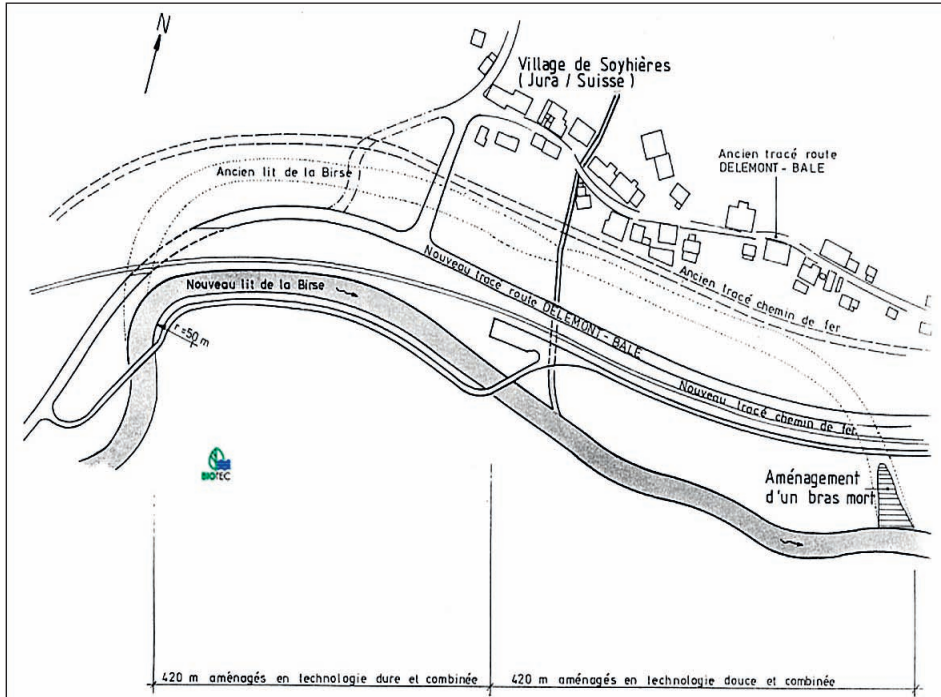 N
Village de Soyhières
(Jura / Suisse)
Ancien tracé route
DELEMONT - BALE
Ancien lit de la Birse
Ancien tracé chemin de fer
Nouveau lit de la Birse
Nouveau tracé route DELEMONT - BALE
r = 50 m
Nouveau tracé chemin de fer
BIOTEC
Aménagement
d'un bras mort
420 m aménagés en technologie dure et combinée
420 m aménagés en technologie douce et combinée